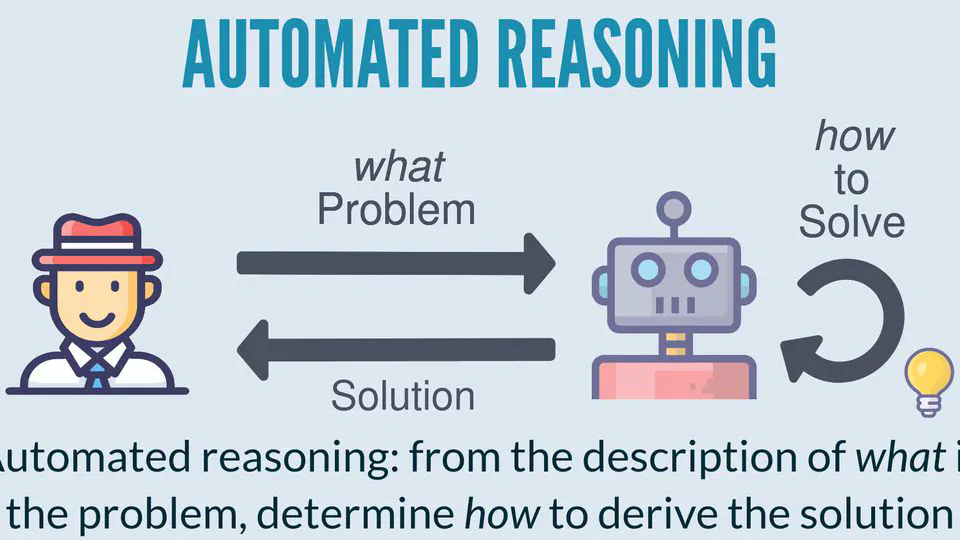 AUTOMATED REASONING
what
Problem
how
to
Solve
Solution
Automated reasoning: from the description of what i
the problem, determine how to derive the solution